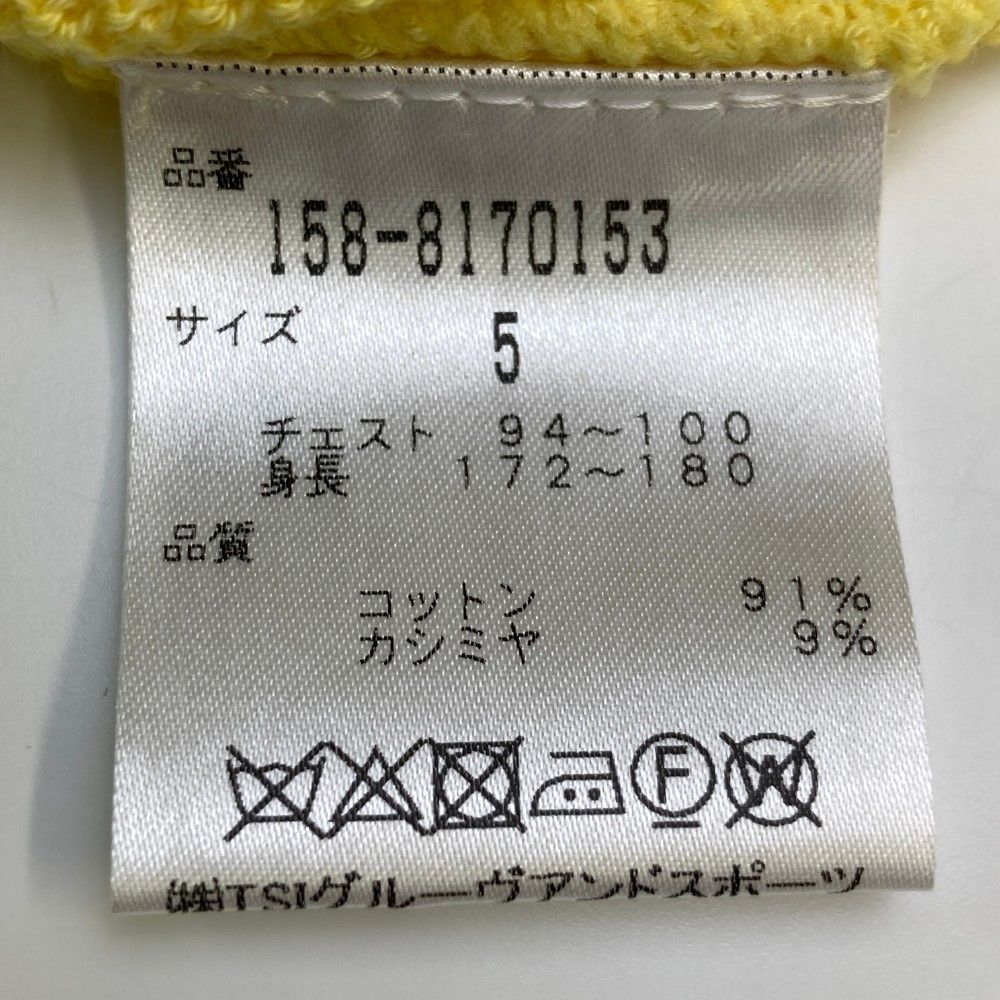 品番
158-8170153
サイズ 5
チェスト 94～100
身長 172～180
品質
コットン 91%
カシミヤ 9%
F W
㈱TSIグルーヴアンドスポーツ